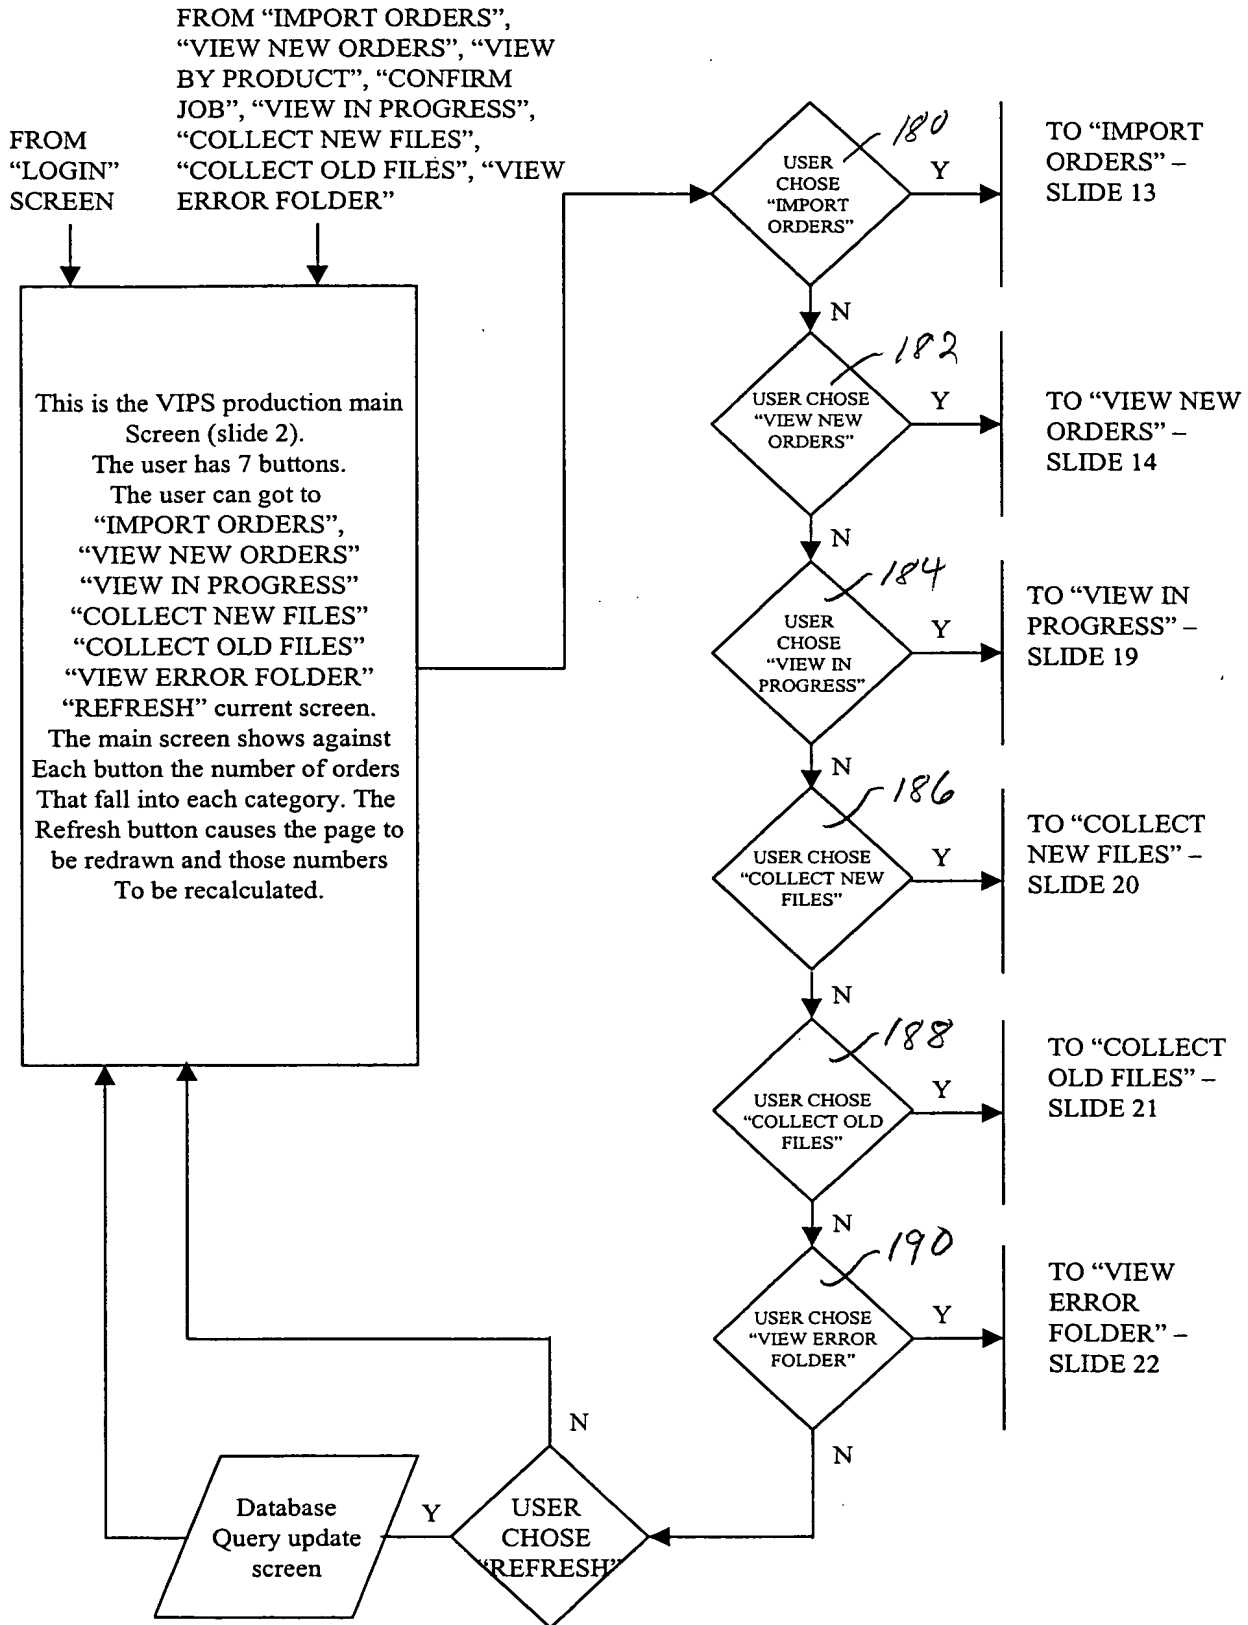 FROM “IMPORT ORDERS”,
“VIEW NEW ORDERS”, “VIEW
BY PRODUCT”, “CONFIRM
JOB”, “VIEW IN PROGRESS”,
“COLLECT NEW FILES”,
“COLLECT OLD FILES”, “VIEW
ERROR FOLDER”
FROM
“LOGIN”
SCREEN
This is the VIPS production main
Screen (slide 2).
The user has 7 buttons.
The user can got to
“IMPORT ORDERS”,
“VIEW NEW ORDERS”
“VIEW IN PROGRESS”
“COLLECT NEW FILES”
“COLLECT OLD FILES”
“VIEW ERROR FOLDER”
“REFRESH” current screen.
The main screen shows against
Each button the number of orders
That fall into each category. The
Refresh button causes the page to
be redrawn and those numbers
To be recalculated.
180
USER
CHOSE
“IMPORT
ORDERS”
Y
TO “IMPORT
ORDERS” –
SLIDE 13
N
182
USER CHOSE
“VIEW NEW
ORDERS”
Y
TO “VIEW NEW
ORDERS” –
SLIDE 14
N
184
USER
CHOSE
“VIEW IN
PROGRESS”
Y
TO “VIEW IN
PROGRESS” –
SLIDE 19
N
186
USER CHOSE
“COLLECT NEW
FILES”
Y
TO “COLLECT
NEW FILES” –
SLIDE 20
N
188
USER CHOSE
“COLLECT OLD
FILES”
Y
TO “COLLECT
OLD FILES” –
SLIDE 21
N
190
USER CHOSE
“VIEW ERROR
FOLDER”
Y
TO “VIEW
ERROR
FOLDER” –
SLIDE 22
N
USER
CHOSE
“REFRESH”
N
Y
Database
Query update
screen